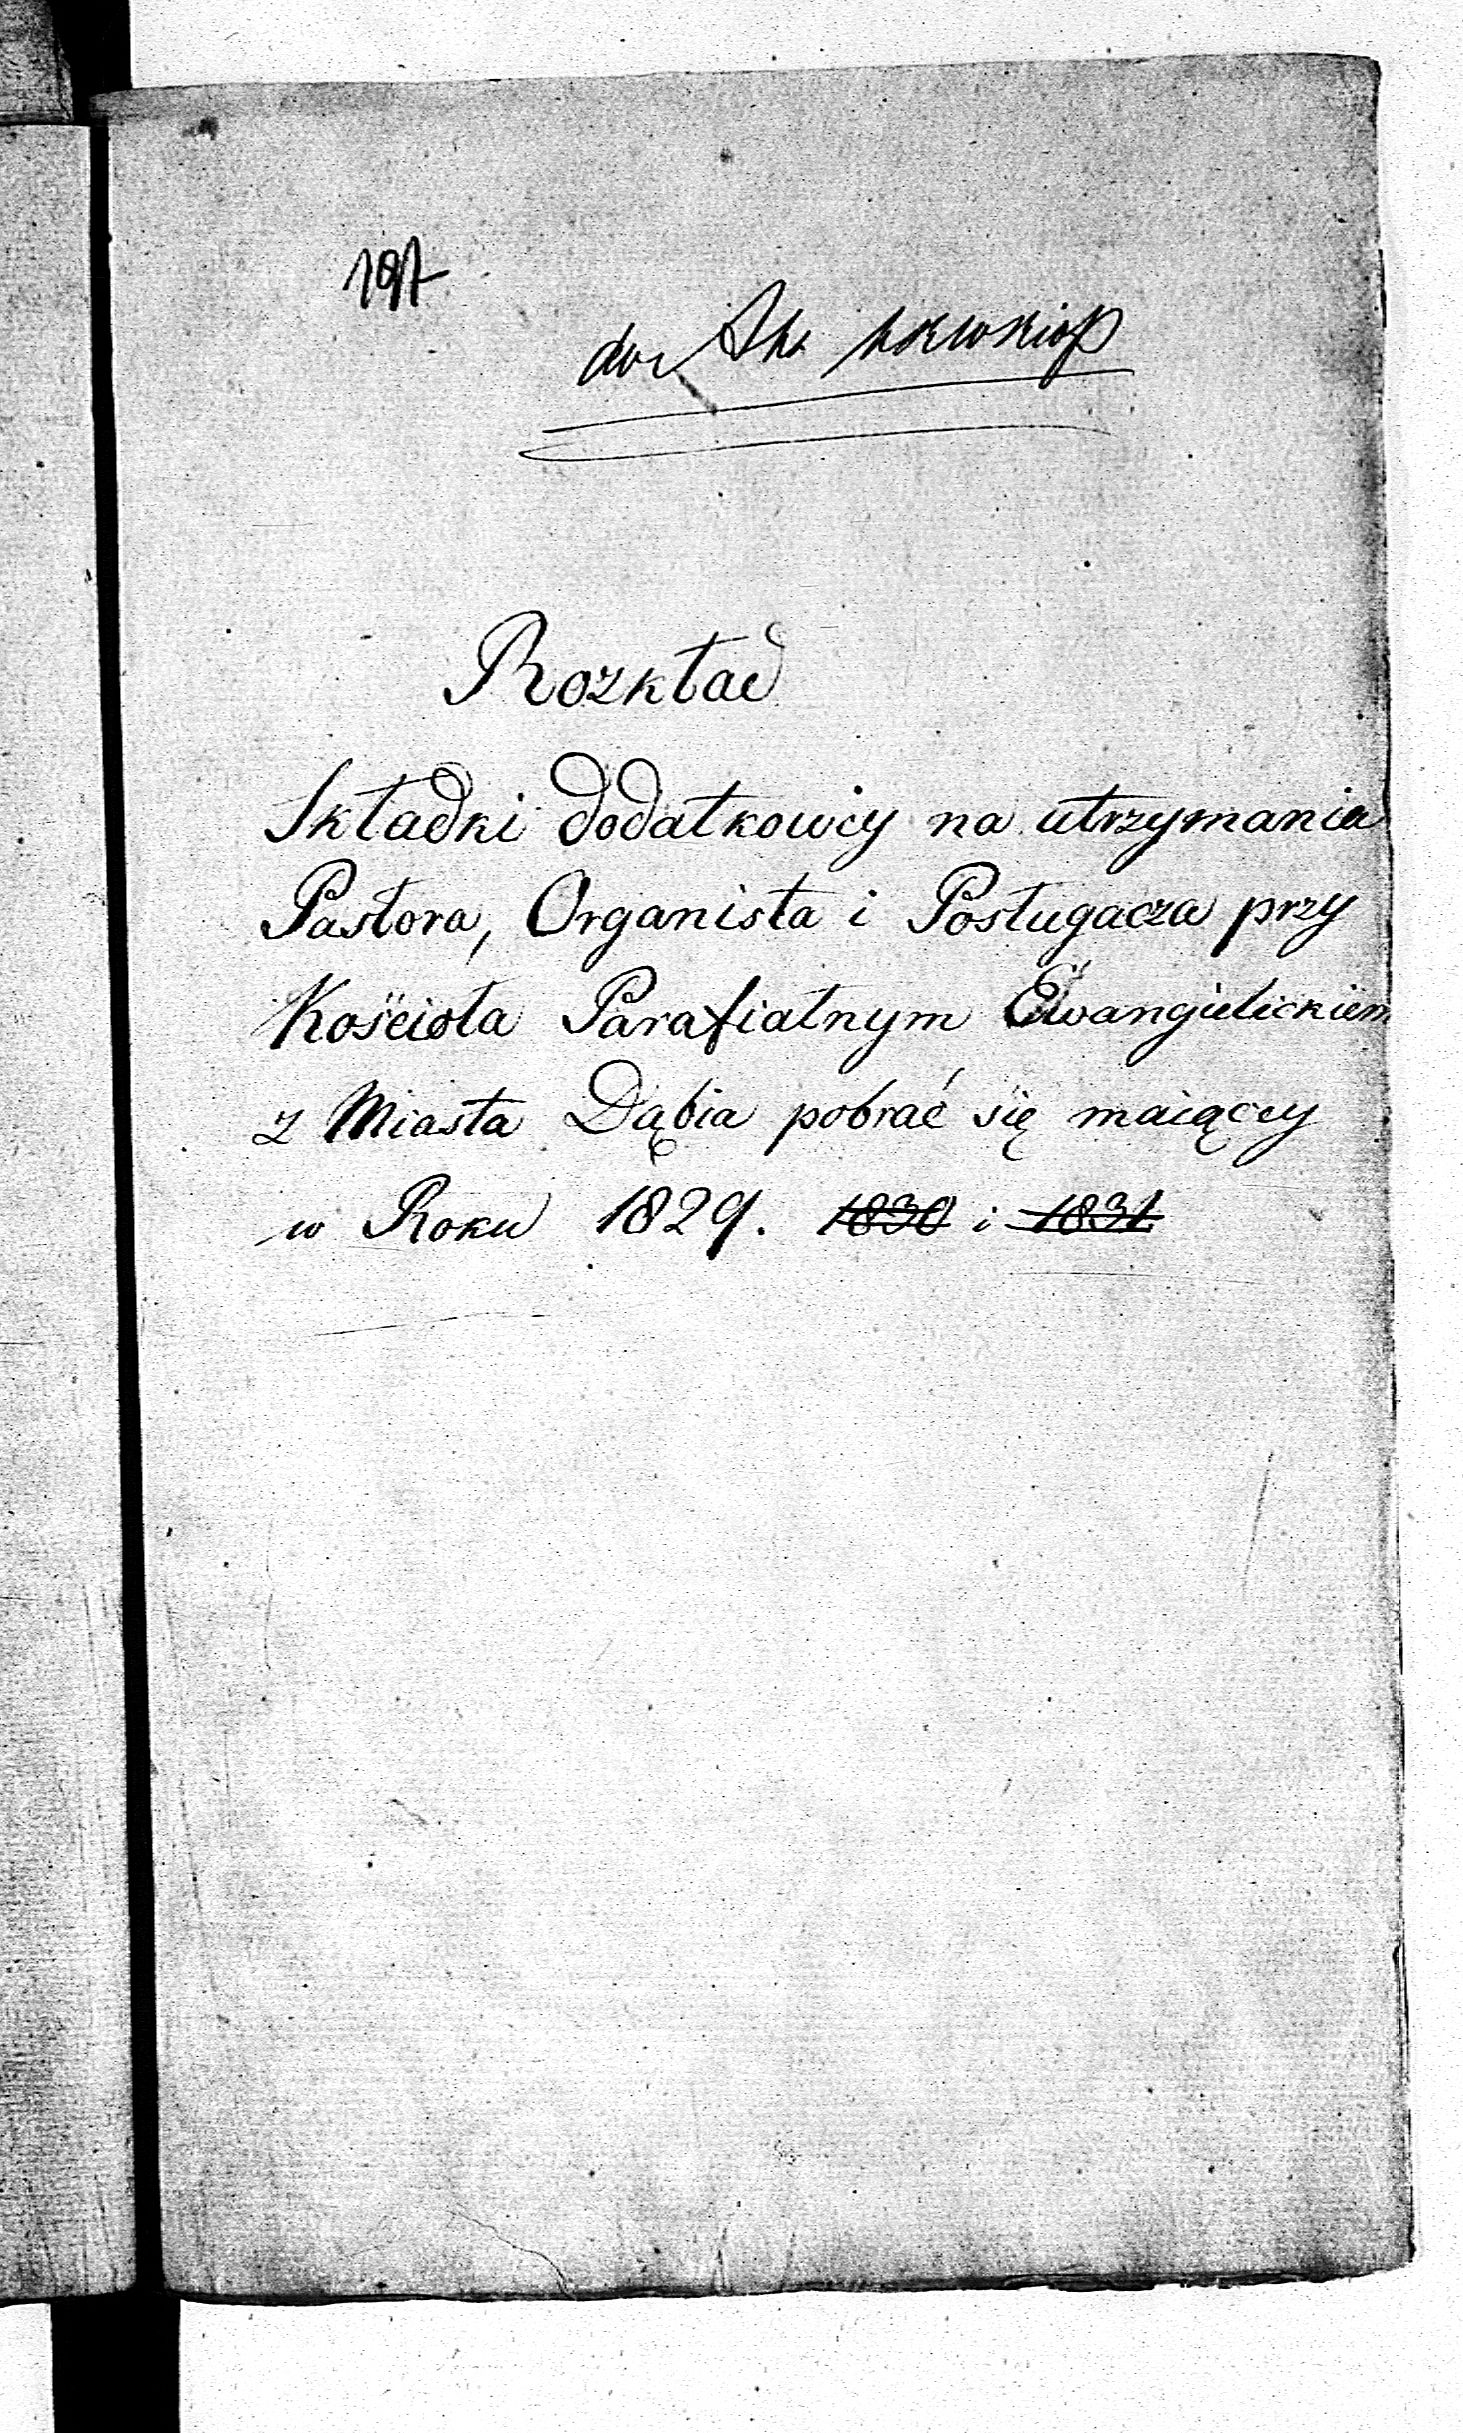 197
do
Rozkład
Składki dodatkowey na utrzymania
Pastora, Organista i Posługacza przy
Kościoła Parafialnym Ewangielickiem
z Miasta Dąbia pobrać się maiącey
w Roku 1829. 1830 i 1831